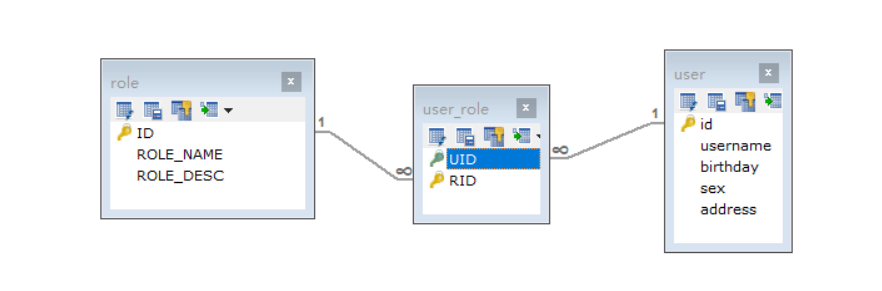 role
ID
ROLE_NAME
ROLE_DESC
1
∞
user_role
UID
RID
∞
1
user
id
username
birthday
sex
address